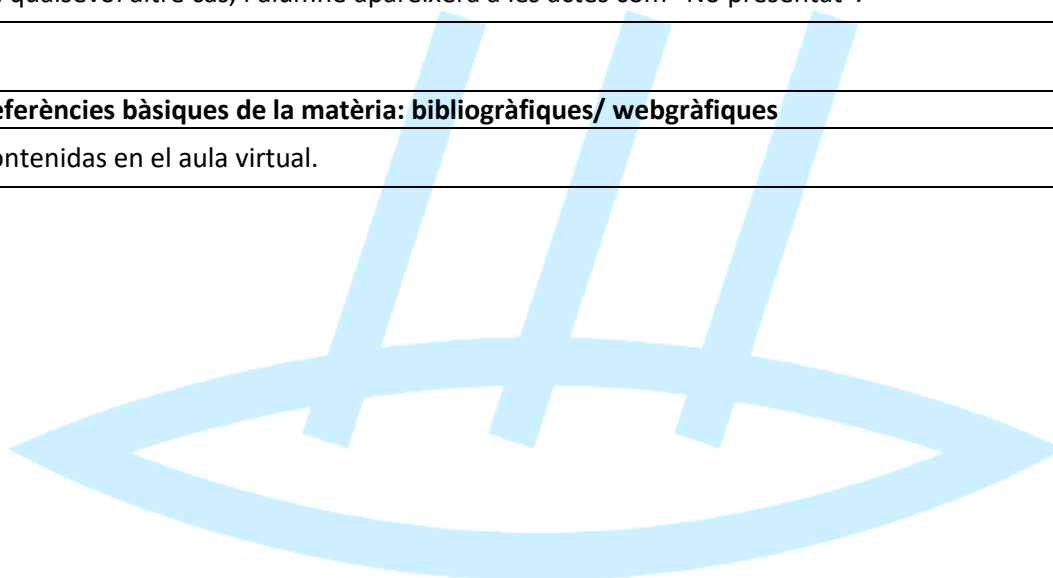 qualsevol altre cas, l'alumne apareixerà a les actes com "No presentat".
eferències bàsiques de la matèria: bibliogràfiques/ webgràfiques
ontenidas en el aula virtual.